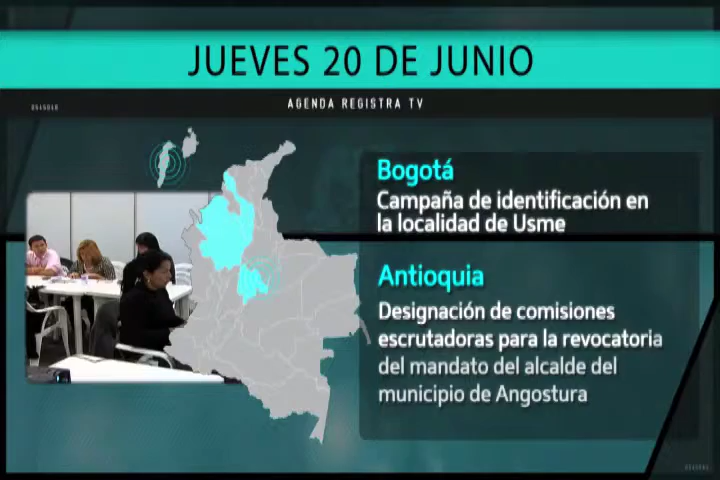 JUEVES 20 DE JUNIO
AGENDA REGISTRA TV
Bogotá
Campaña de identificación en
la localidad de Usme
Antioquia
Designación de comisiones
escrutadoras para la revocatoria
del mandato del alcalde del
municipio de Angostura